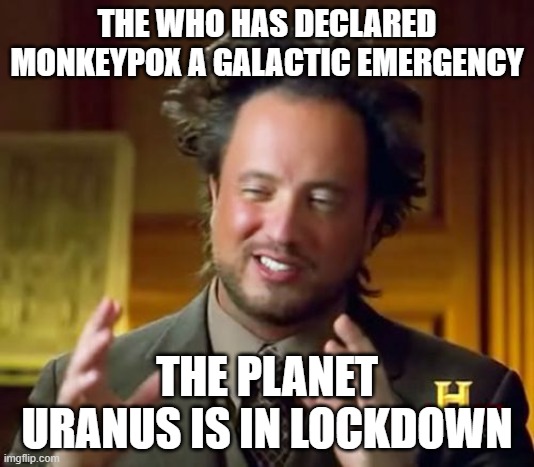 THE WHO HAS DECLARED
MONKEYPOX A GALACTIC EMERGENCY
THE PLANET
H
URANUS IS IN LOCKDOWN
imgflip.com